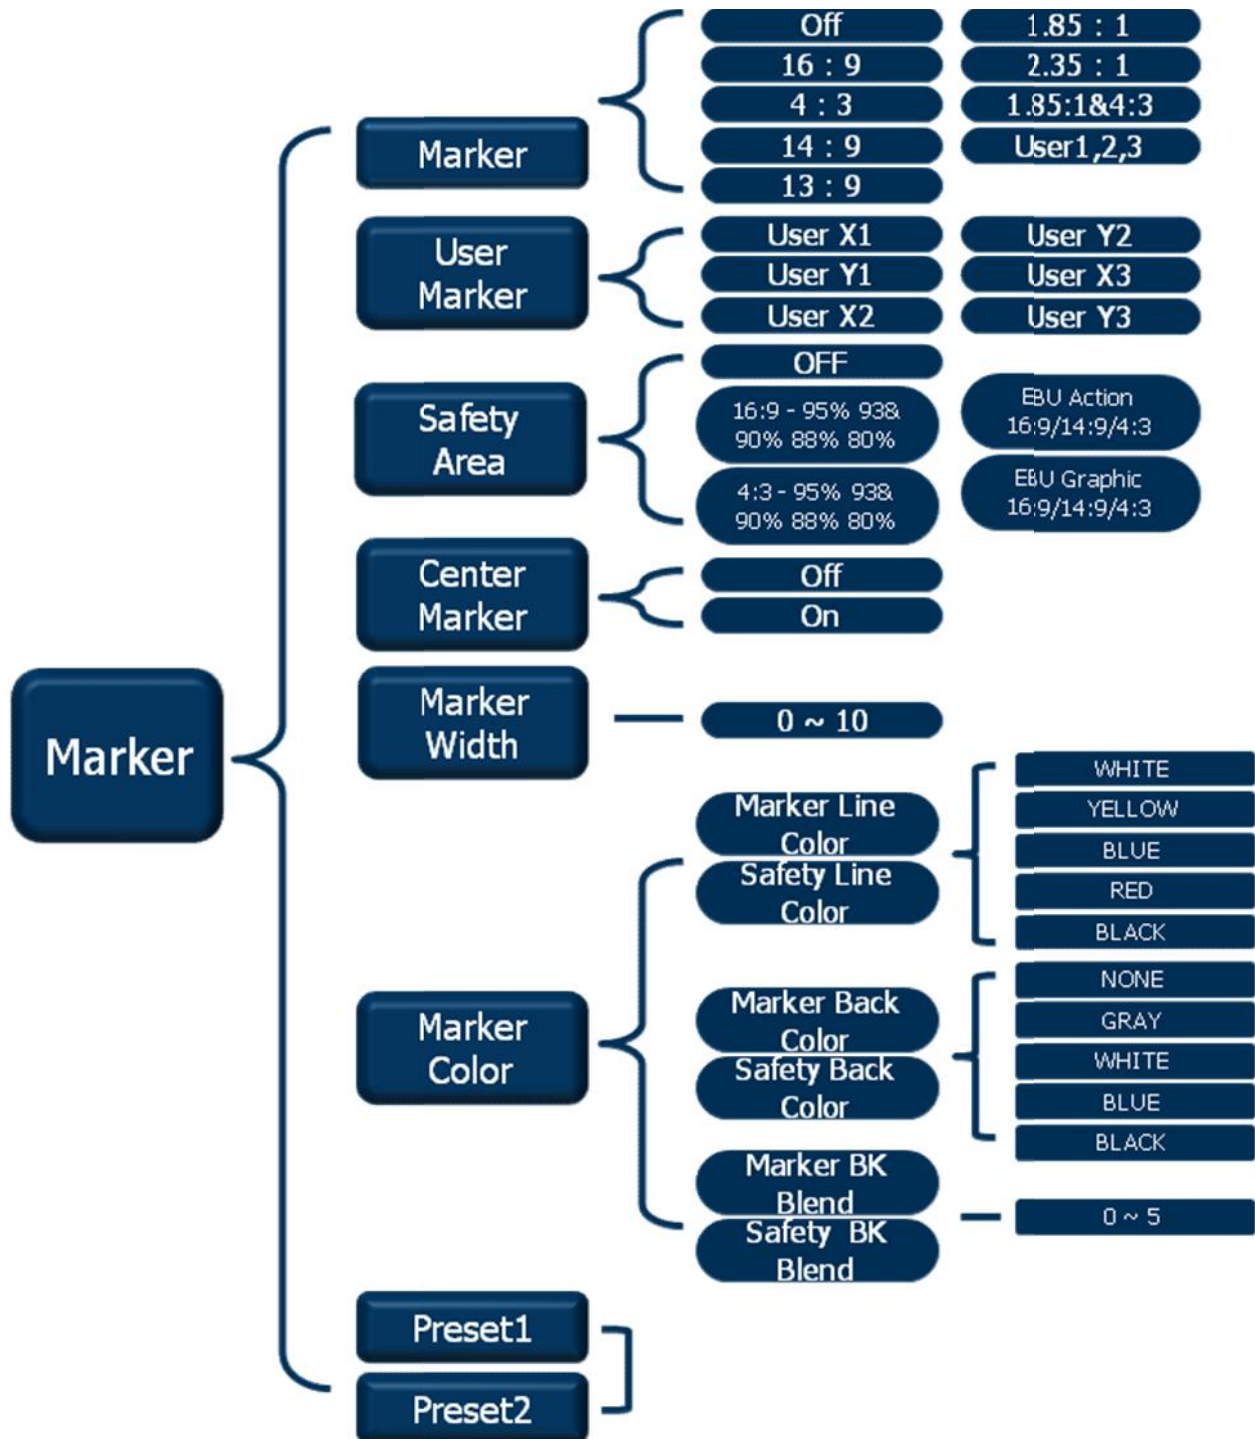 Marker
Marker
Off
16 : 9
4 : 3
14 : 9
13 : 9
1.85 : 1
2.35 : 1
1.85:1&4:3
User1,2,3
User
Marker
User X1
User Y1
User X2
User Y2
User X3
User Y3
Safety
Area
OFF
16:9 - 95% 93&
90% 88% 80%
4:3 - 95% 93&
90% 88% 80%
EBU Action
16:9/14:9/4:3
EBU Graphic
16:9/14:9/4:3
Center
Marker
Off
On
Marker
Width
0 ~ 10
Marker
Color
Marker Line
Color
Safety Line
Color
WHITE
YELLOW
BLUE
RED
BLACK
Marker Back
Color
Safety Back
Color
NONE
GRAY
WHITE
BLUE
BLACK
Marker BK
Blend
Safety BK
Blend
0 ~ 5
Preset1
Preset2